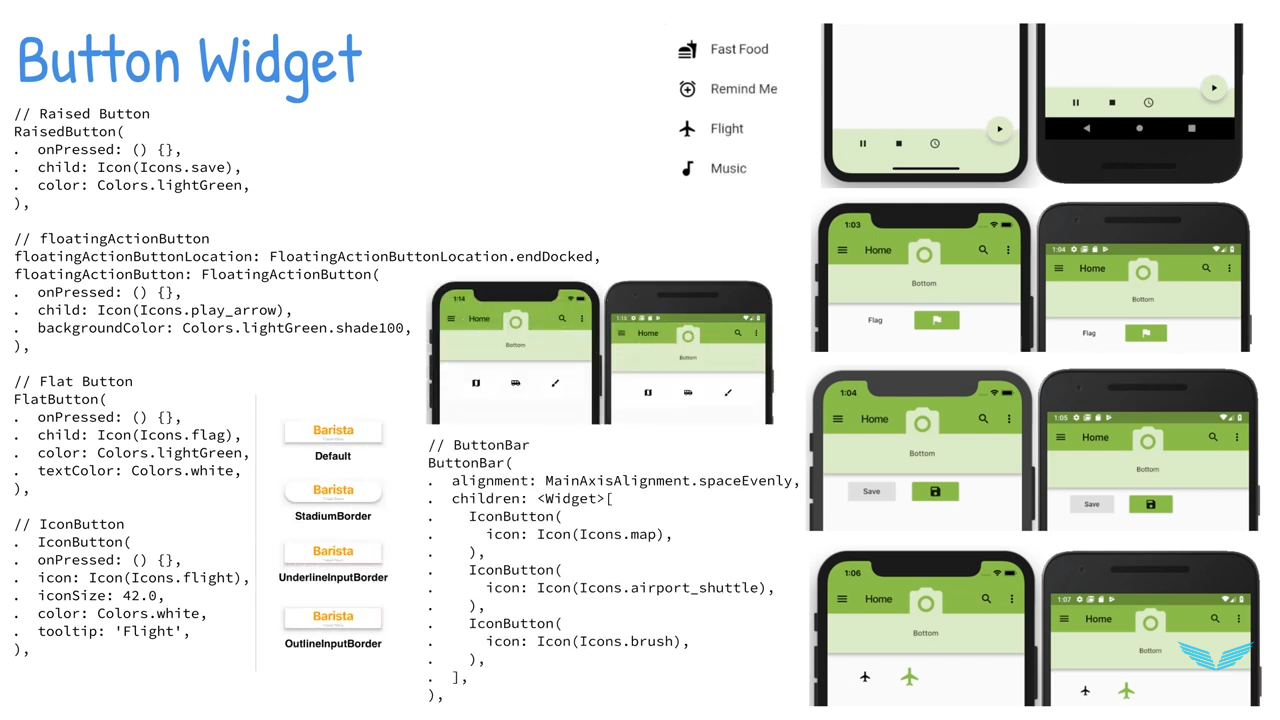 Button Widget
// Raised Button
RaisedButton(
.  onPressed: () {},
.  child: Icon(Icons.save),
.  color: Colors.lightGreen,
),
// floatingActionButton
floatingActionButtonLocation: FloatingActionButtonLocation.endDocked,
floatingActionButton: FloatingActionButton(
.  onPressed: () {},
.  child: Icon(Icons.play_arrow),
.  backgroundColor: Colors.lightGreen.shade100,
),
// Flat Button
FlatButton(
.  onPressed: () {},
.  child: Icon(Icons.flag),
.  color: Colors.lightGreen,
.  textColor: Colors.white,
),
// IconButton
.  IconButton(
.  onPressed: () {},
.  icon: Icon(Icons.flight),
.  iconSize: 42.0,
.  color: Colors.white,
.  tooltip: 'Flight',
),
Barista
Default
Barista
StadiumBorder
Barista
UnderlineInputBorder
Barista
OutlineInputBorder
1:14
Home
Bottom
1:15
Home
Bottom
// ButtonBar
ButtonBar(
.  alignment: MainAxisAlignment.spaceEvenly,
.  children: <Widget>[
.    IconButton(
.      icon: Icon(Icons.map),
.    ),
.    IconButton(
.      icon: Icon(Icons.airport_shuttle),
.    ),
.    IconButton(
.      icon: Icon(Icons.brush),
.    ),
.  ],
),
Fast Food
Remind Me
Flight
Music
1:03
Home
Bottom
Flag
1:04
Home
Bottom
Flag
1:04
Home
Bottom
Save
1:05
Home
Bottom
Save
1:06
Home
Bottom
1:07
Home
Bottom